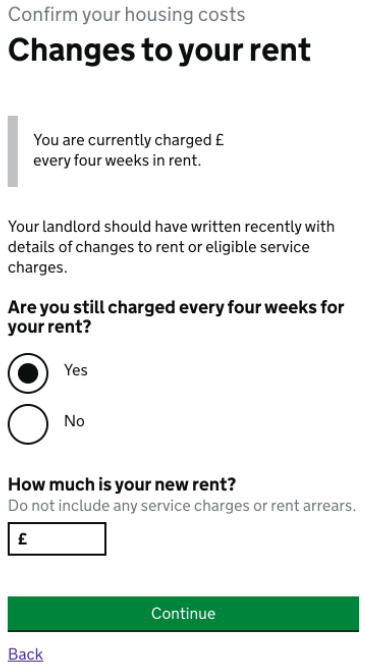 Confirm your housing costs
Changes to your rent
You are currently charged £
every four weeks in rent.
Your landlord should have written recently with
details of changes to rent or eligible service
charges.
Are you still charged every four weeks for
your rent?
Yes
No
How much is your new rent?
Do not include any service charges or rent arrears.
£
Continue
Back